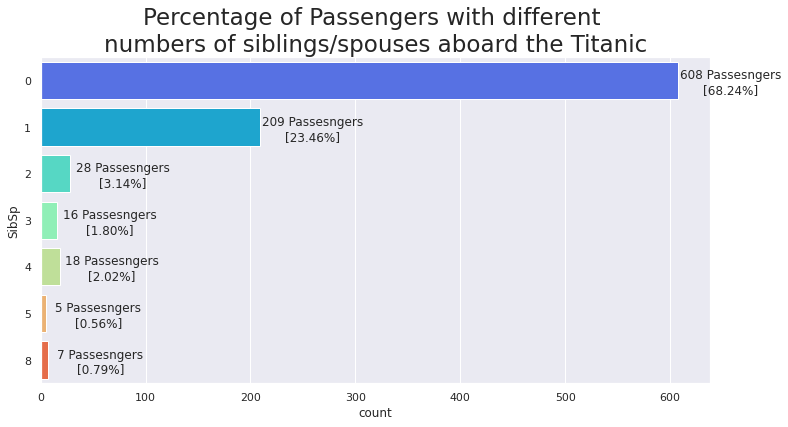 Percentage of Passengers with different
numbers of siblings/spouses aboard the Titanic
SibSp
0
608 Passesngers
[68.24%]
1
209 Passesngers
[23.46%]
2
28 Passesngers
[3.14%]
3
16 Passesngers
[1.80%]
4
18 Passesngers
[2.02%]
5
5 Passesngers
[0.56%]
8
7 Passesngers
[0.79%]
0 100 200 300 400 500 600
count